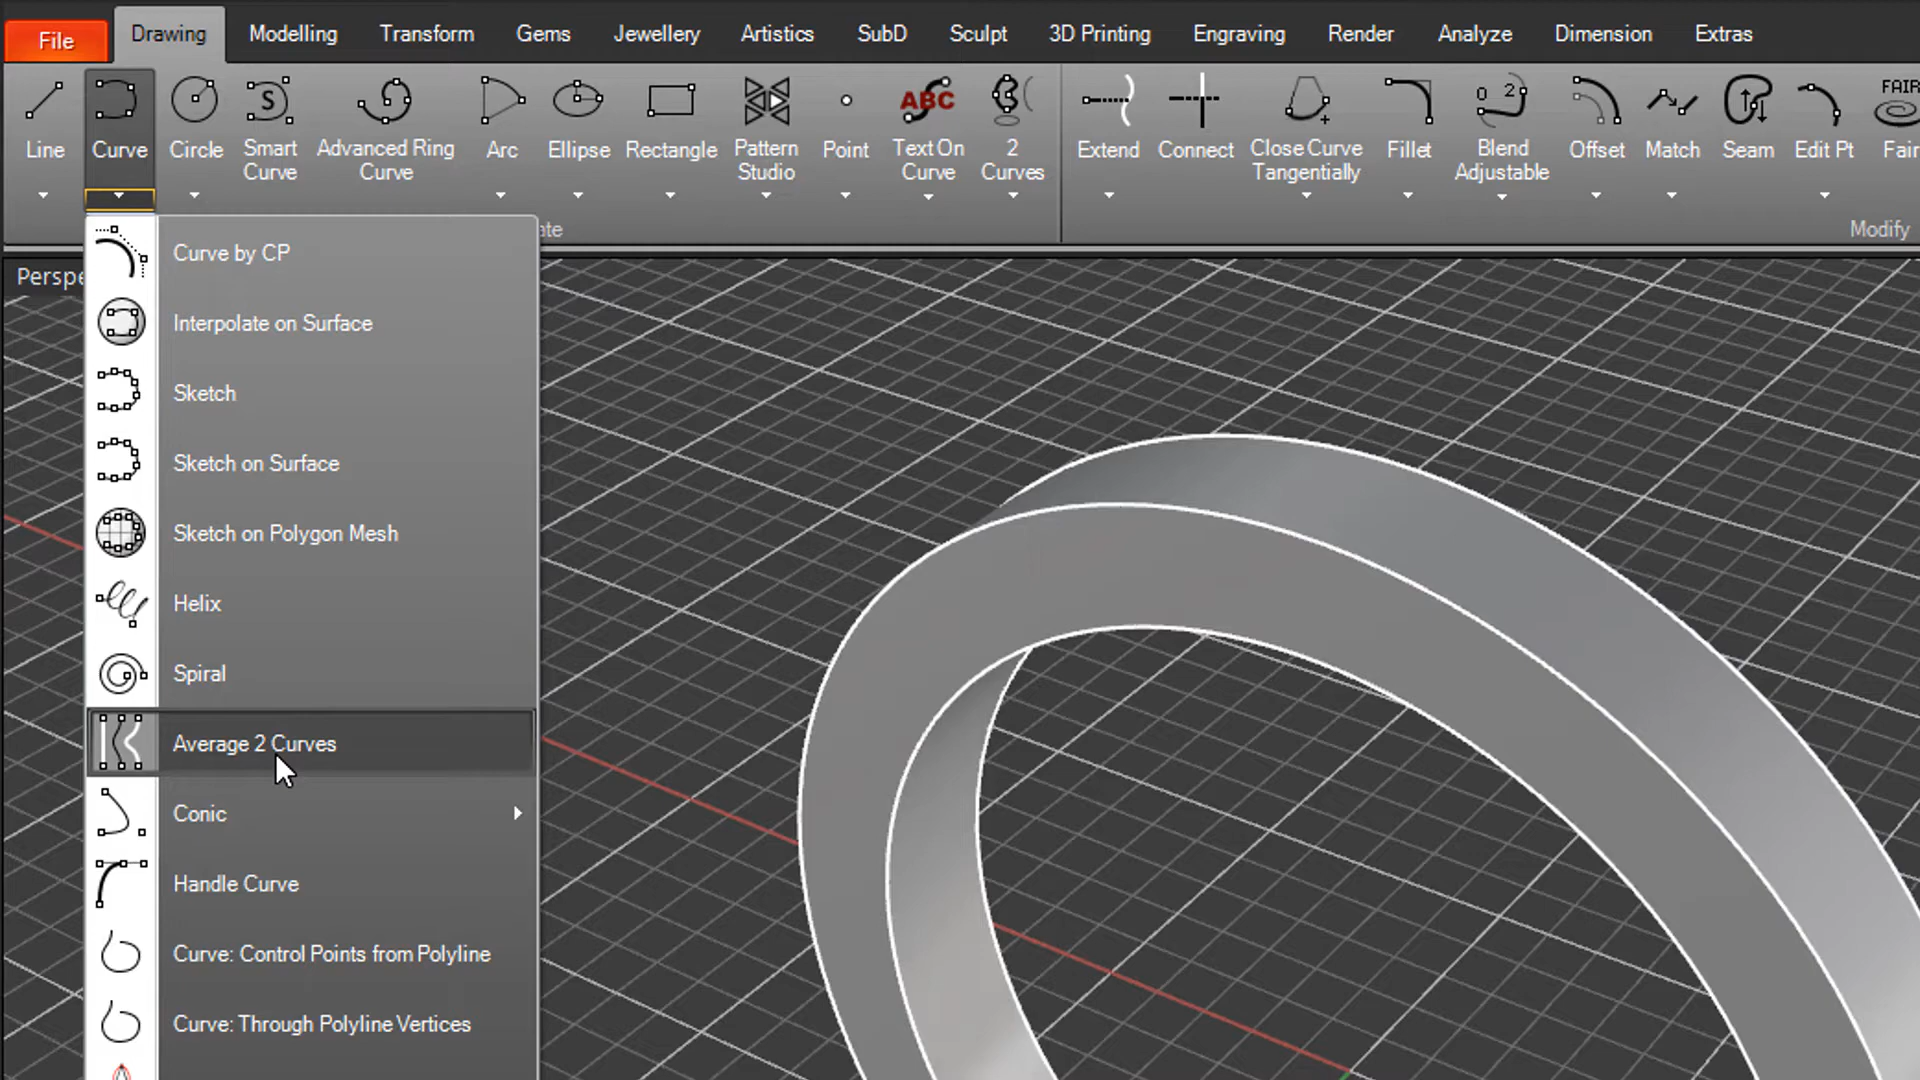 File Drawing Modelling Transform Gems Jewellery Artistics SubD Sculpt 3D Printing Engraving Render Analyze Dimension Extras
S ABC 0 2 FAIR
Line Curve Circle Smart Curve Advanced Ring Curve Arc Ellipse Rectangle Pattern Studio Point Text On Curve 2 Curves Extend Connect Close Curve Tangentially Fillet Blend Adjustable Offset Match Seam Edit Pt Fair
ate Modify
Perspe
Curve by CP
Interpolate on Surface
Sketch
Sketch on Surface
Sketch on Polygon Mesh
Helix
Spiral
Average 2 Curves
Conic
Handle Curve
Curve: Control Points from Polyline
Curve: Through Polyline Vertices